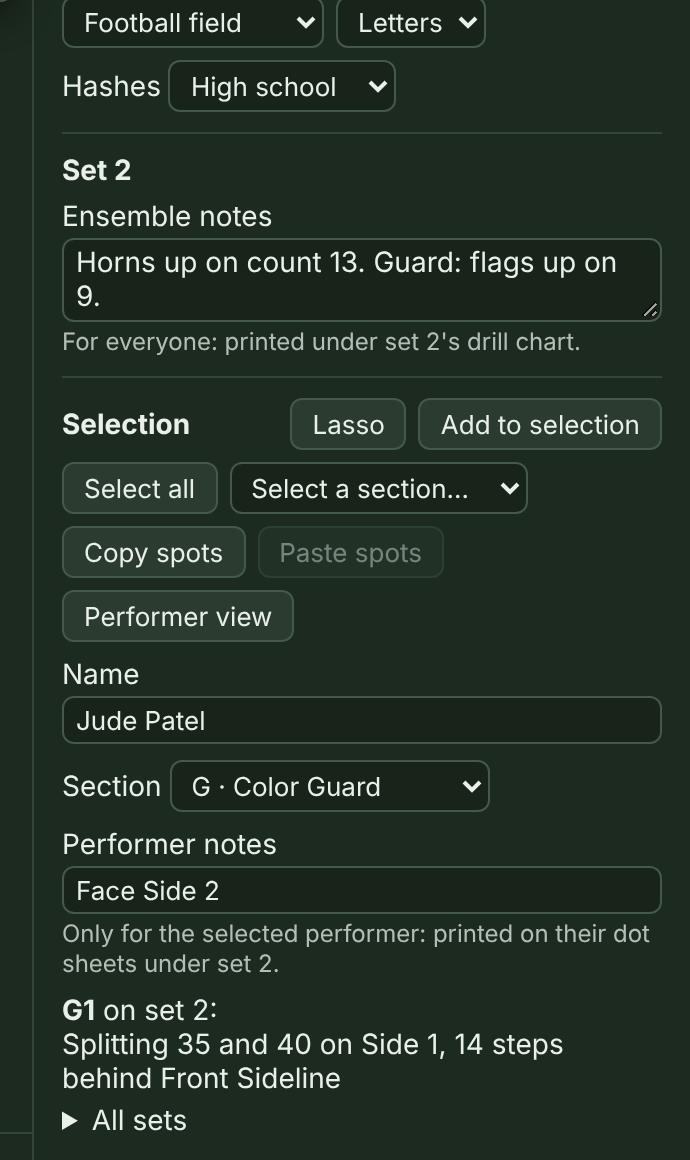 Football field Letters
Hashes High school
Set 2
Ensemble notes
Horns up on count 13. Guard: flags up on
9.
For everyone: printed under set 2's drill chart.
Selection Lasso Add to selection
Select all Select a section...
Copy spots Paste spots
Performer view
Name
Jude Patel
Section G · Color Guard
Performer notes
Face Side 2
Only for the selected performer: printed on their dot
sheets under set 2.
G1 on set 2:
Splitting 35 and 40 on Side 1, 14 steps
behind Front Sideline
All sets